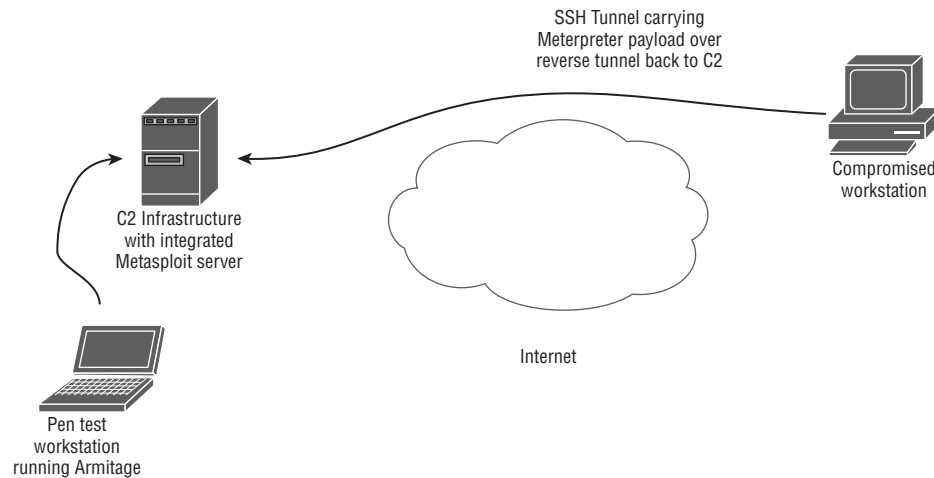 SSH Tunnel carrying
Meterpreter payload over
reverse tunnel back to C2
Compromised
workstation
C2 Infrastructure
with integrated
Metasploit server
Internet
Pen test
workstation
running Armitage